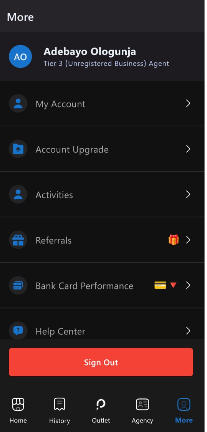 More
AO
Adebayo Ologunja
Tier 3 (Unregistered Business) Agent
My Account
Account Upgrade
Activities
Referrals
Bank Card Performance
Help Center
Sign Out
Home
History
Outlet
Agency
More